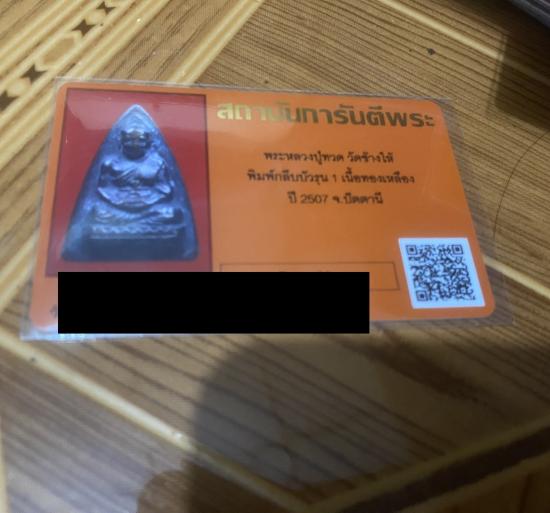 สถาบันการันตีพระ
พระหลวงปู่ทวด วัดช้างให้
พิมพ์กลีบบัวรุ่น 1 เนื้อทองเหลือง
ปี 2507 จ.ปัตตานี